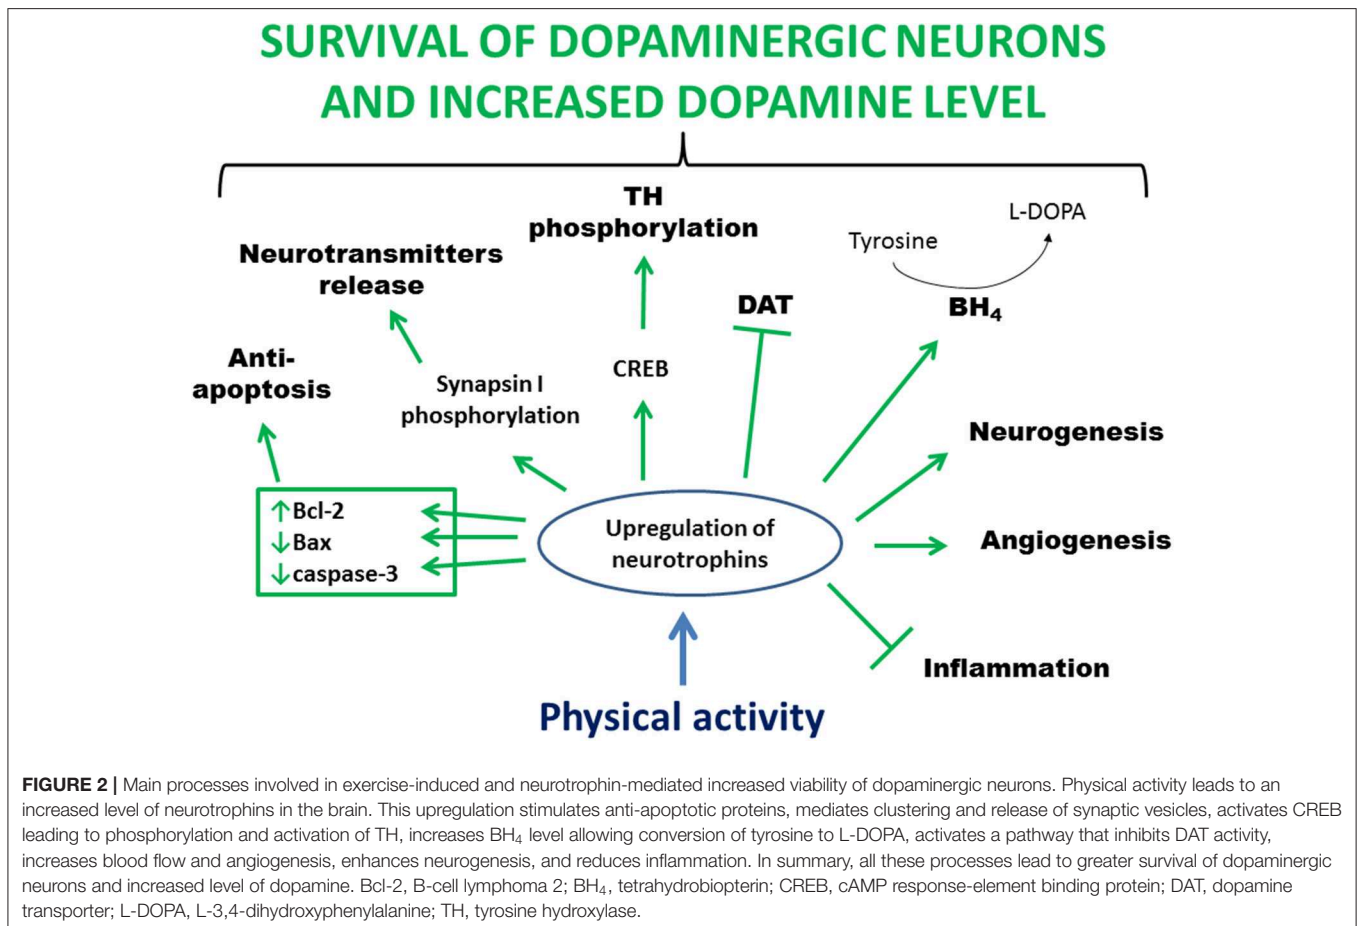 SURVIVAL OF DOPAMINERGIC NEURONS
AND INCREASED DOPAMINE LEVEL
TH
phosphorylation
L-DOPA
Tyrosine
Neurotransmitters
release
DAT
BH₄
Anti-
apoptosis
CREB
Synapsin I
phosphorylation
Neurogenesis
↑Bcl-2
↓Bax
↓caspase-3
Upregulation of
neurotrophins
Angiogenesis
Inflammation
Physical activity
FIGURE 2 | Main processes involved in exercise-induced and neurotrophin-mediated increased viability of dopaminergic neurons. Physical activity leads to an
increased level of neurotrophins in the brain. This upregulation stimulates anti-apoptotic proteins, mediates clustering and release of synaptic vesicles, activates CREB
leading to phosphorylation and activation of TH, increases BH₄ level allowing conversion of tyrosine to L-DOPA, activates a pathway that inhibits DAT activity,
increases blood flow and angiogenesis, enhances neurogenesis, and reduces inflammation. In summary, all these processes lead to greater survival of dopaminergic
neurons and increased level of dopamine. Bcl-2, B-cell lymphoma 2; BH₄, tetrahydrobiopterin; CREB, cAMP response-element binding protein; DAT, dopamine
transporter; L-DOPA, L-3,4-dihydroxyphenylalanine; TH, tyrosine hydroxylase.